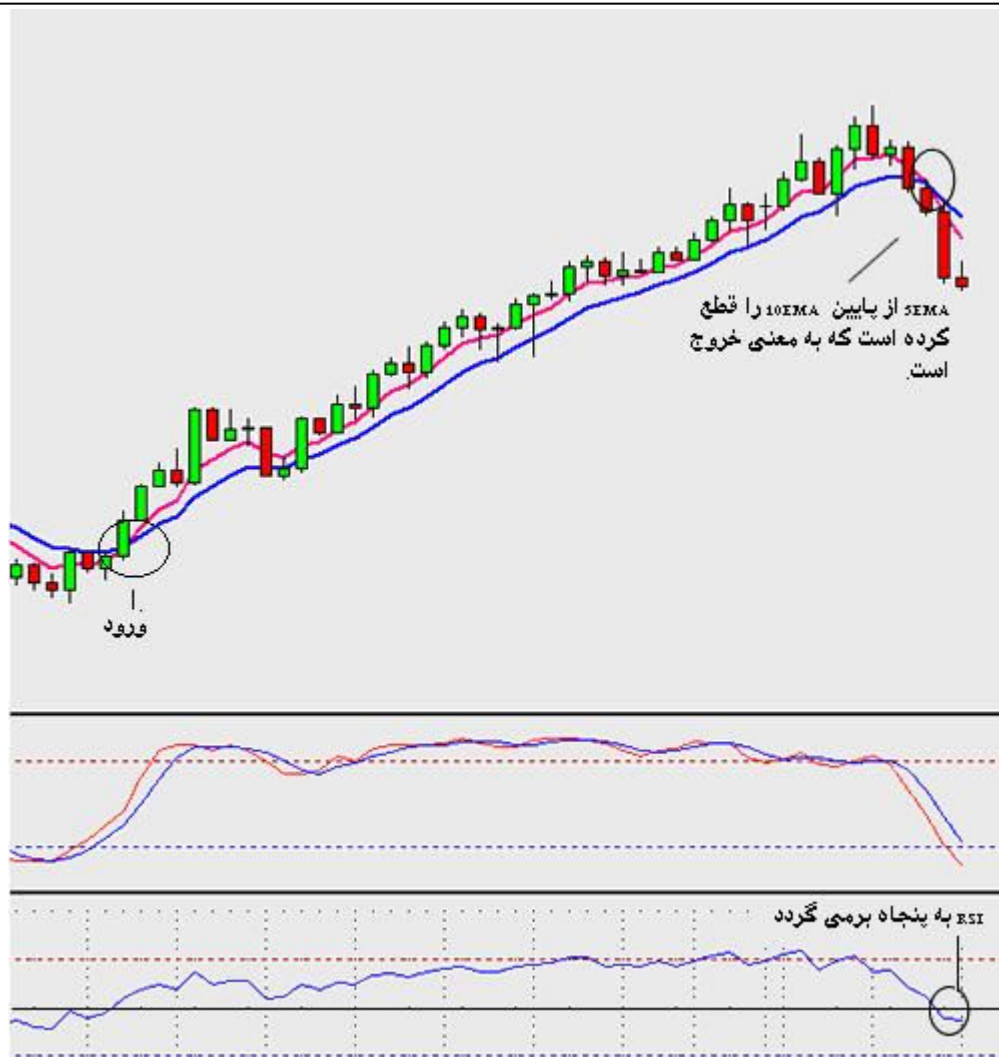 5EMA از پایین 10EMA را قطع
کرده است که به معنی خروج
است.
ورود
RSI به پنجاه برمی گردد